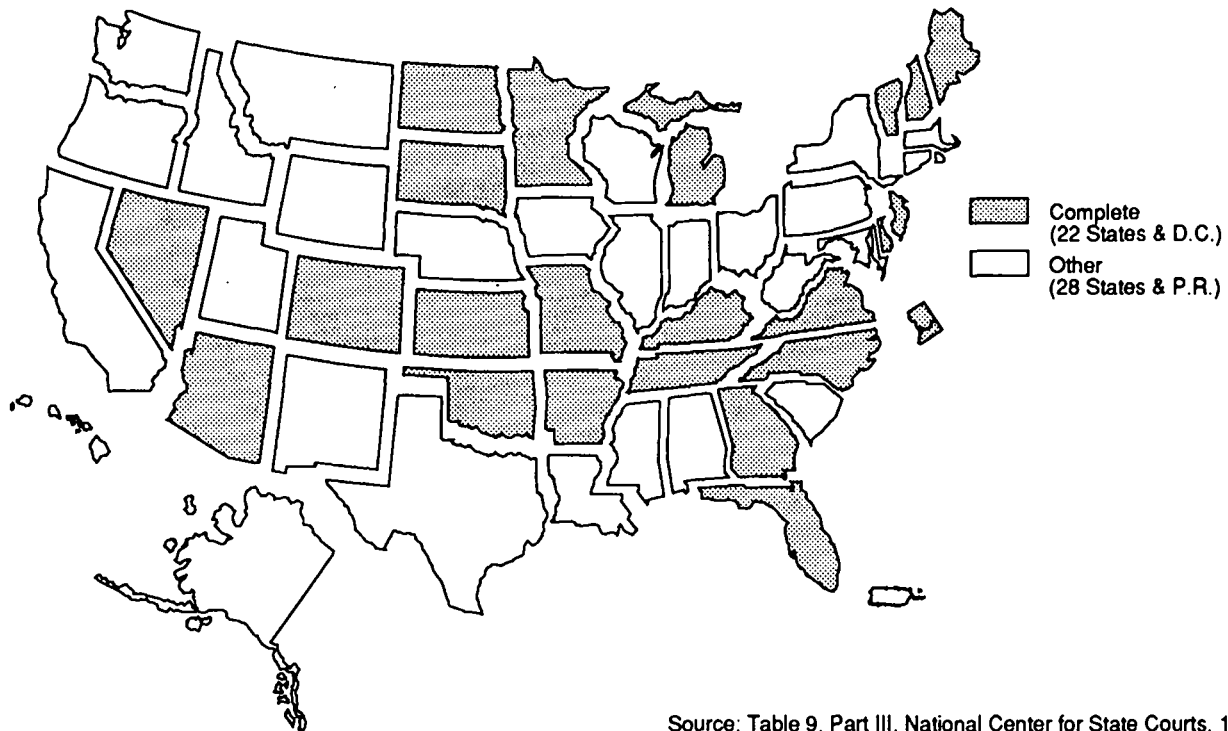 Complete
(22 States & D.C.)
Other
(28 States & P.R.)
Source: Table 9, Part III, National Center for State Courts, 1